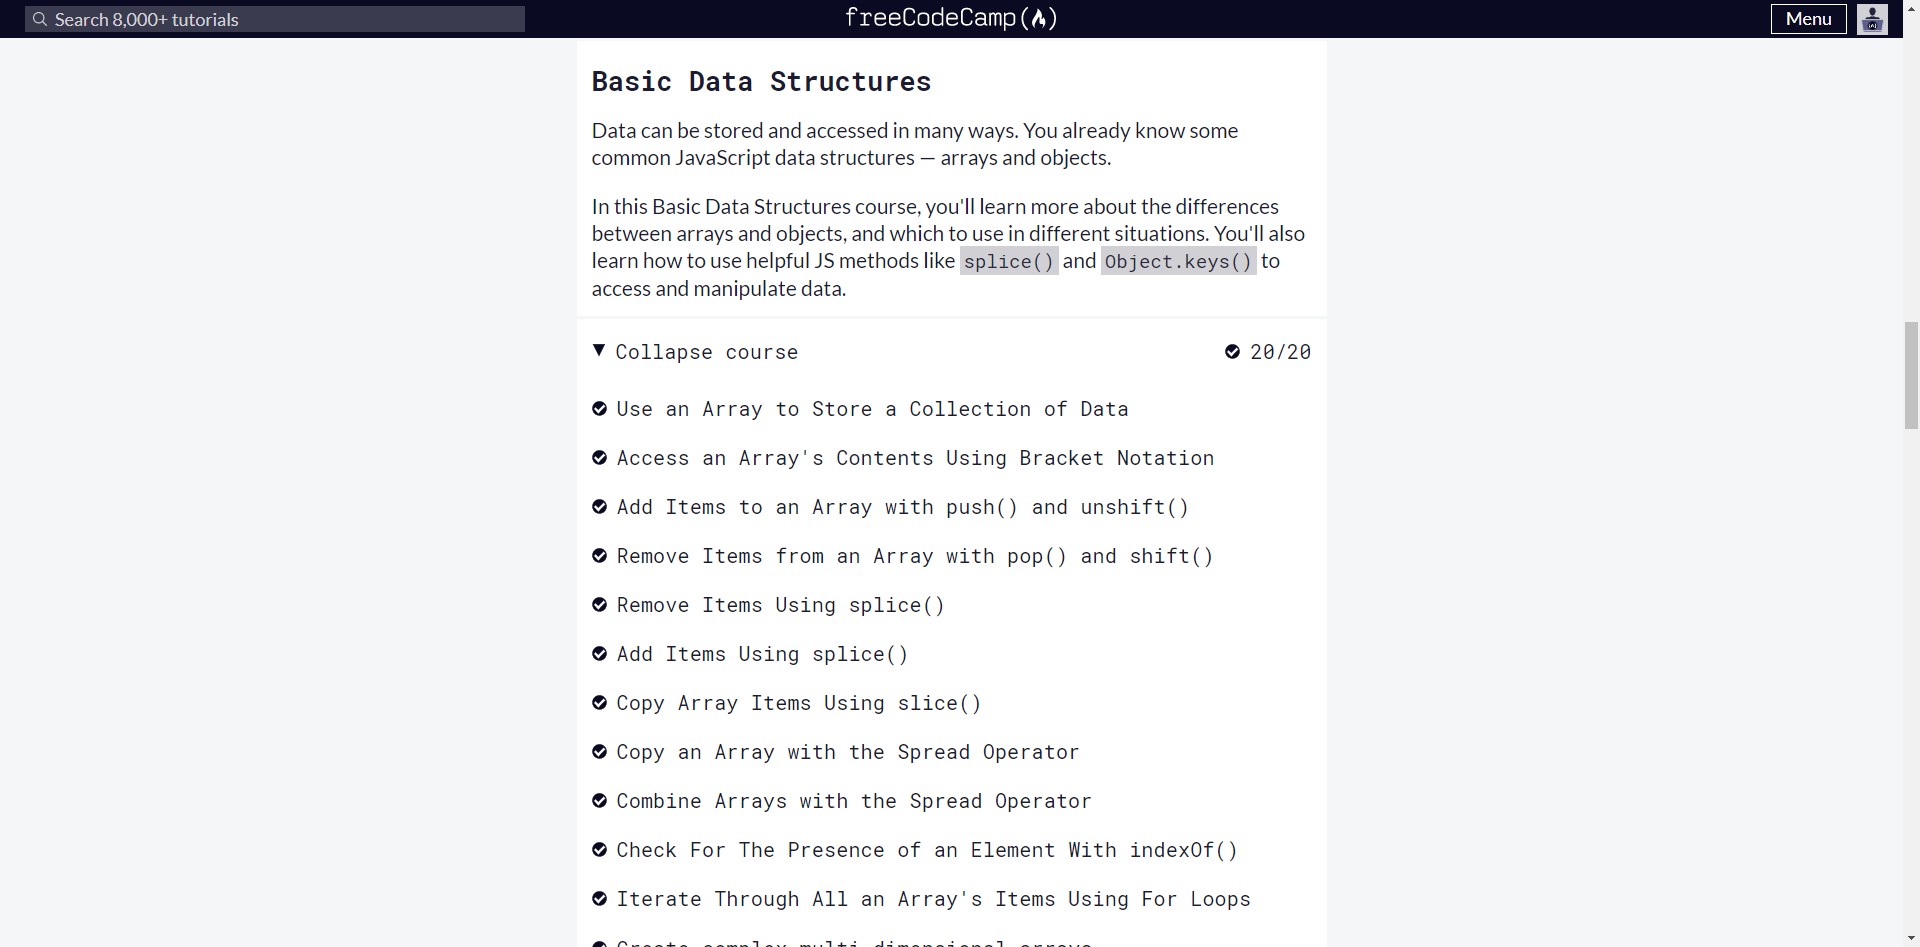 Search 8,000+ tutorials
freeCodeCamp
Menu
Basic Data Structures
Data can be stored and accessed in many ways. You already know some
common JavaScript data structures — arrays and objects.
In this Basic Data Structures course, you'll learn more about the differences
between arrays and objects, and which to use in different situations. You'll also
learn how to use helpful JS methods like splice() and Object.keys() to
access and manipulate data.
Collapse course 20/20
Use an Array to Store a Collection of Data
Access an Array's Contents Using Bracket Notation
Add Items to an Array with push() and unshift()
Remove Items from an Array with pop() and shift()
Remove Items Using splice()
Add Items Using splice()
Copy Array Items Using slice()
Copy an Array with the Spread Operator
Combine Arrays with the Spread Operator
Check For The Presence of an Element With indexOf()
Iterate Through All an Array's Items Using For Loops
Create complex multi-dimensional arrays